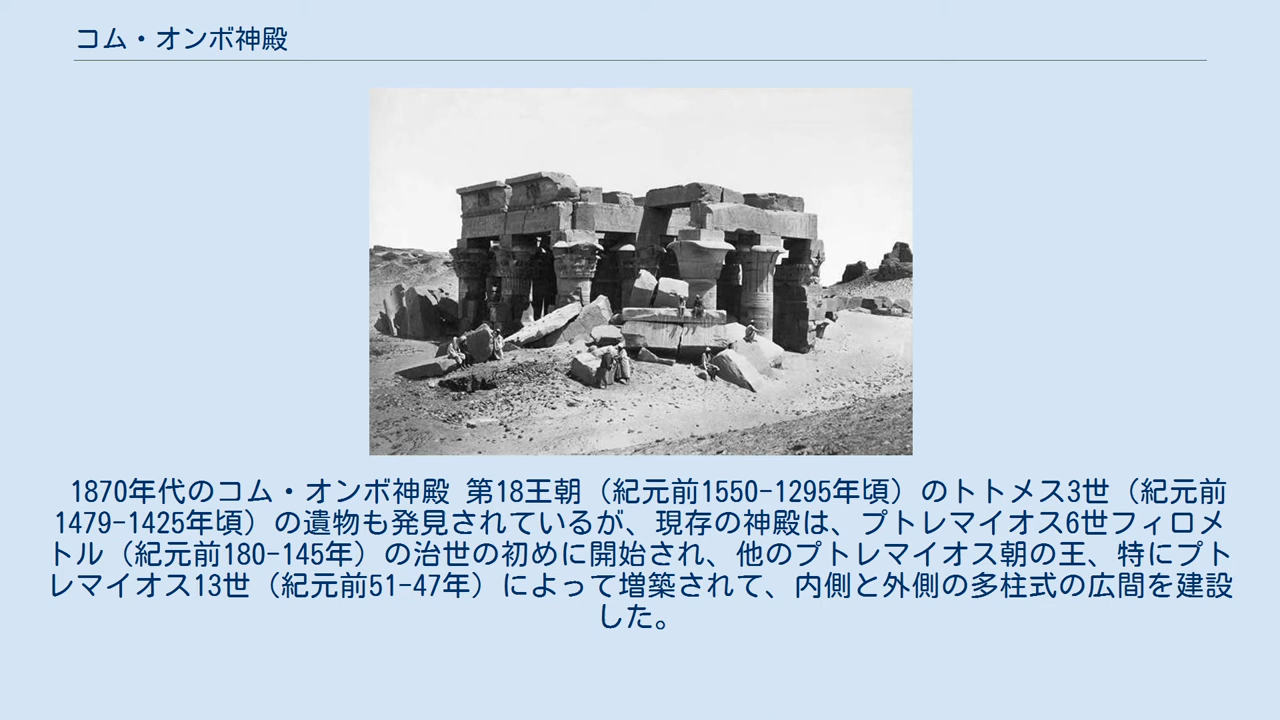 コム・オンボ神殿
1870年代のコム・オンボ神殿 第18王朝（紀元前1550-1295年頃）のトトメス3世（紀元前
1479-1425年頃）の遺物も発見されているが、現存の神殿は、プトレマイオス6世フィロメ
トル（紀元前180-145年）の治世の初めに開始され、他のプトレマイオス朝の王、特にプト
レマイオス13世（紀元前51-47年）によって増築されて、内側と外側の多柱式の広間を建設
した。